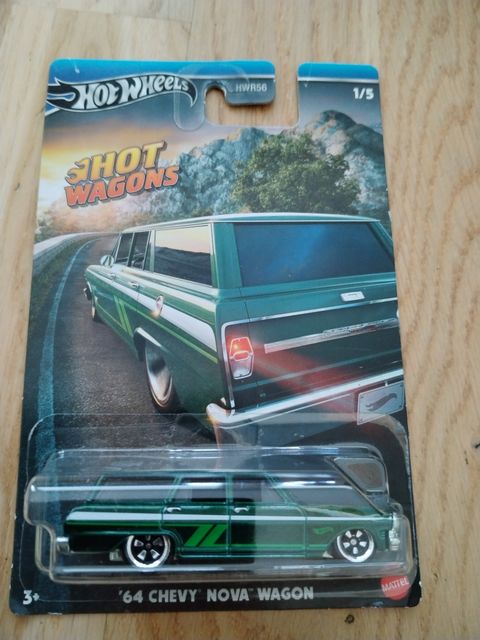 HOT WHEELS
HWR56
1/5
HOT
WAGONS
3+
'64 CHEVY NOVA WAGON
MATTEL